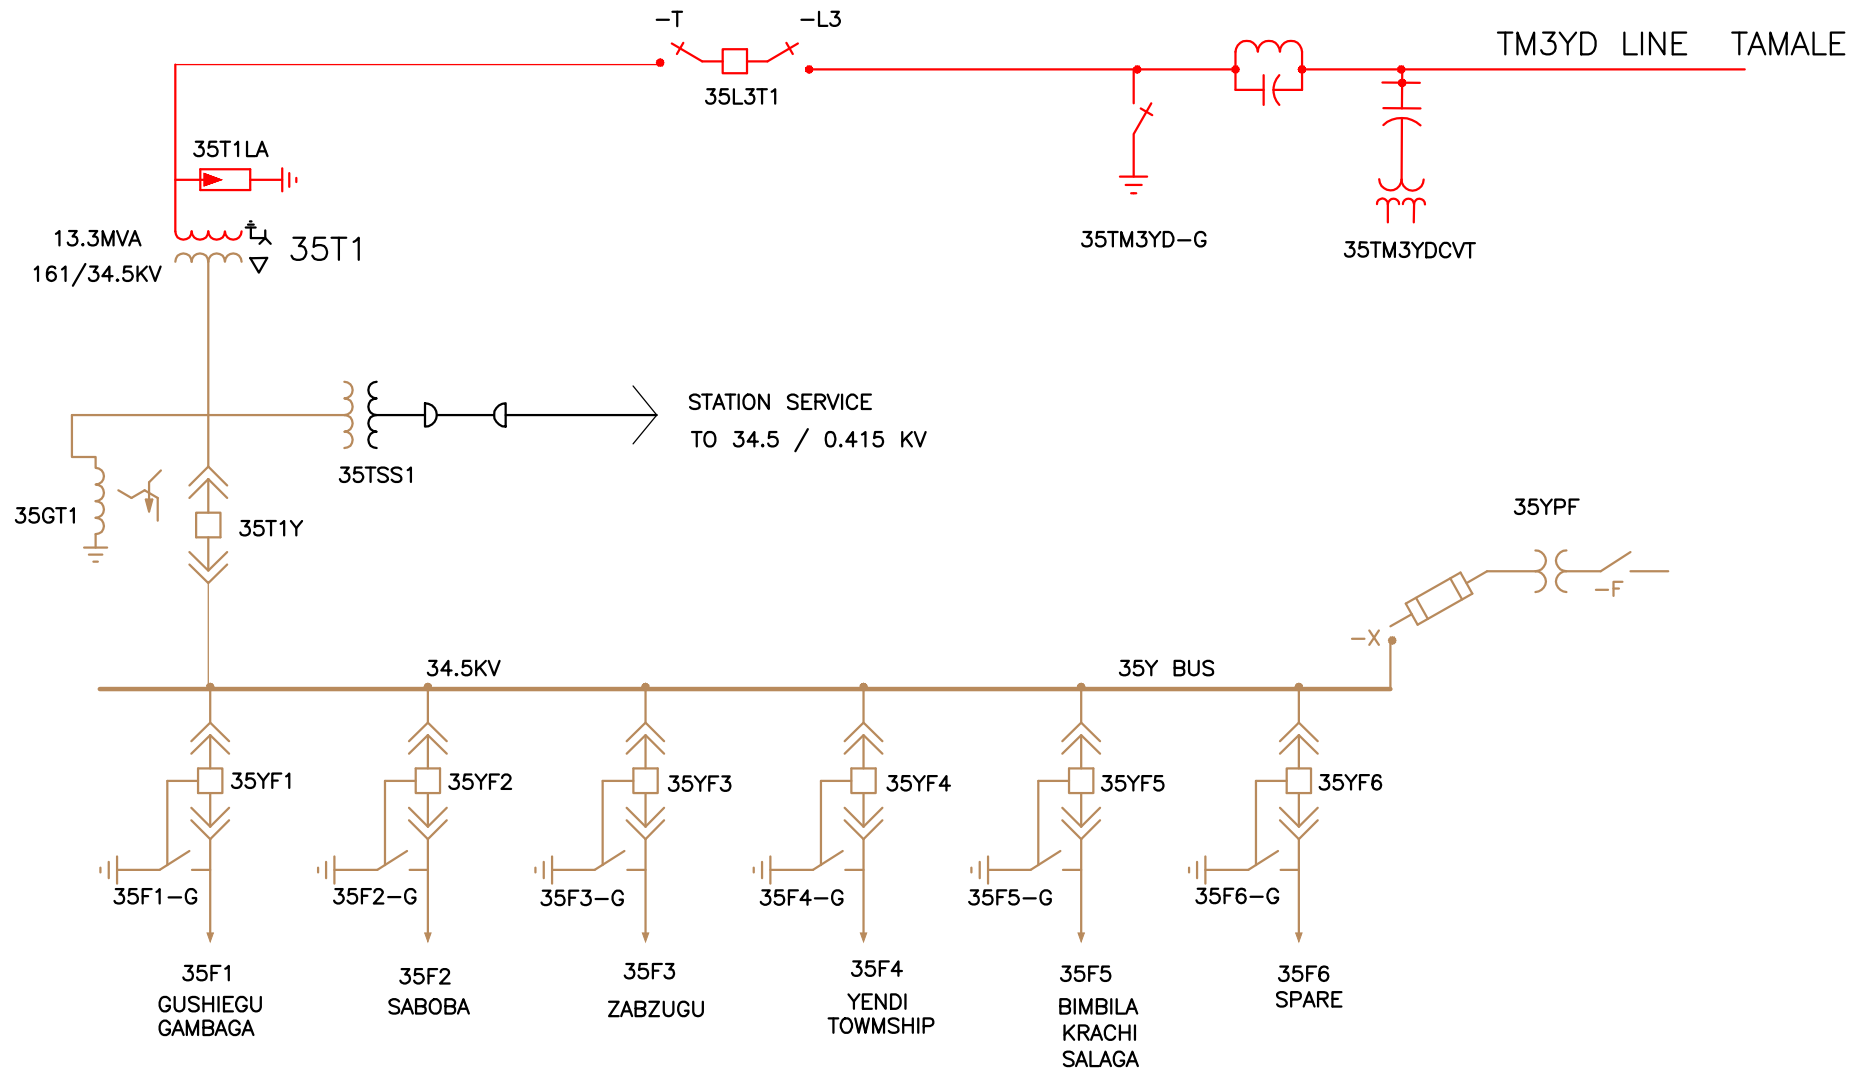 -T
-L3
TM3YD LINE TAMALE
35L3T1
35T1LA
13.3MVA
161/34.5KV
35T1
35TM3YD-G
35TM3YDCVT
STATION SERVICE
TO 34.5 / 0.415 KV
35TSS1
35GT1
35T1Y
35YPF
-F
-X
34.5KV
35Y BUS
35YF1
35YF2
35YF3
35YF4
35YF5
35YF6
35F1-G
35F2-G
35F3-G
35F4-G
35F5-G
35F6-G
35F1
GUSHIEGU
GAMBAGA
35F2
SABOBA
35F3
ZABZUGU
35F4
YENDI
TOWMSHIP
35F5
BIMBILA
KRACHI
SALAGA
35F6
SPARE